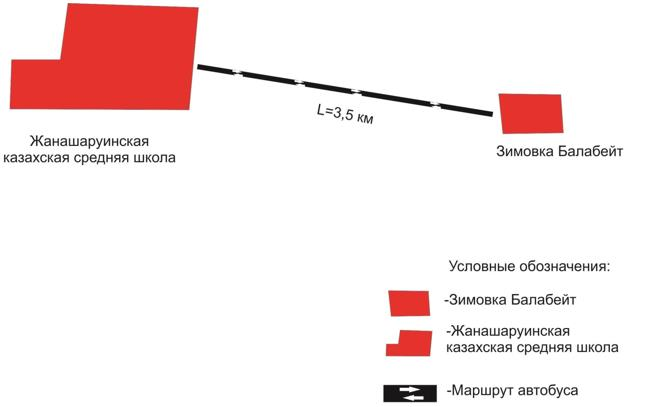 L=3,5 км
Жанашаруинская
казахская средняя школа
Зимовка Балабейт
Условные обозначения:
-Зимовка Балабейт
-Жанашаруинская
казахская средняя школа
-Маршрут автобуса